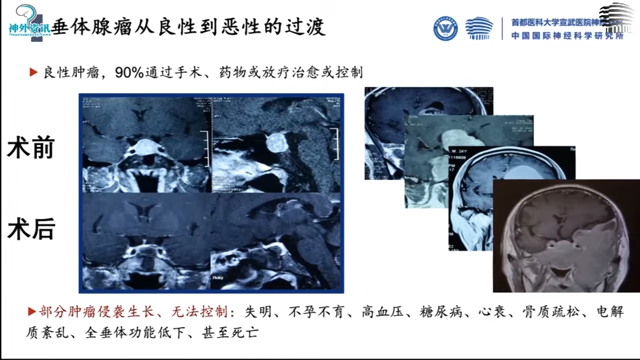 神外资讯
垂体腺瘤从良性到恶性的过渡
首都医科大学宣武医院神经外科
中国国际神经科学研究所
▶良性肿瘤，90%通过手术、药物或放疗治愈或控制
术前
术后
▶部分肿瘤侵袭生长、无法控制：失明、不孕不育、高血压、糖尿病、心衰、骨质疏松、电解
质紊乱、全垂体功能低下、甚至死亡